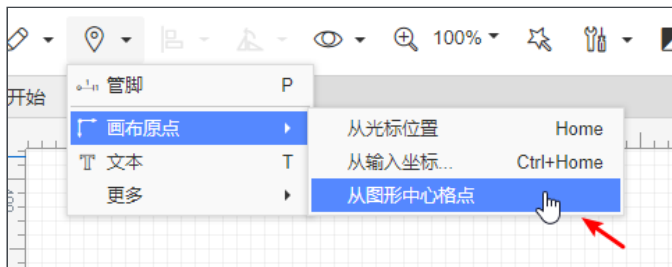 100%
管脚 P
开始
画布原点
从光标位置 Home
文本 T
从输入坐标... Ctrl+Home
更多
从图形中心格点